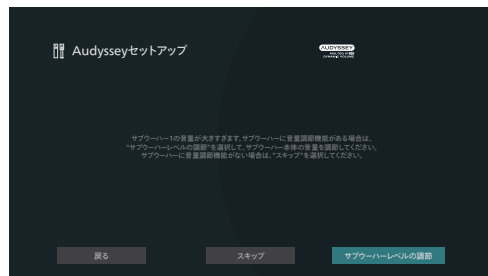 Audysseyセットアップ
AUDYSSEY
MULTEQ XT32
DYNAMIC VOLUME
サブウーハー1の音量が大きすぎます。サブウーハーに音量調節機能がある場合は、
"サブウーハーレベルの調節"を選択して、サブウーハー本体の音量を調節してください。
サブウーハーに音量調節機能がない場合は、"スキップ"を選択してください。
戻る
スキップ
サブウーハーレベルの調節